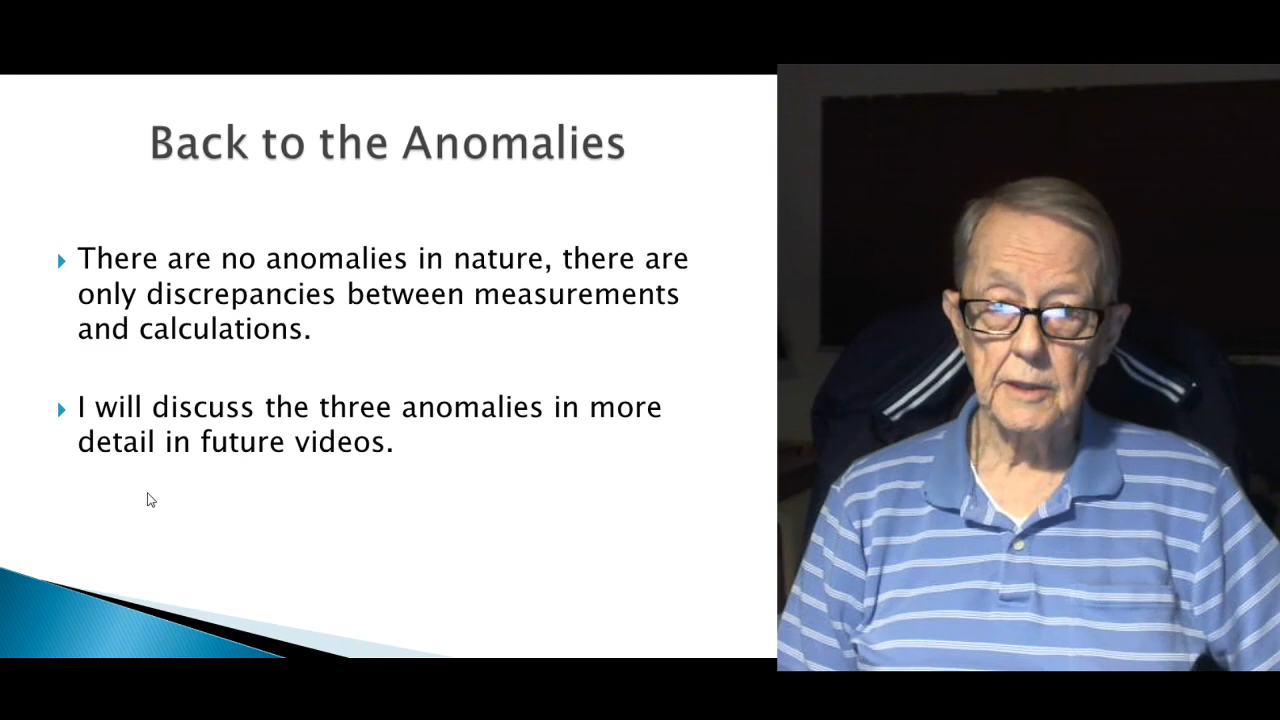 Back to the Anomalies
There are no anomalies in nature, there are
only discrepancies between measurements
and calculations.
I will discuss the three anomalies in more
detail in future videos.